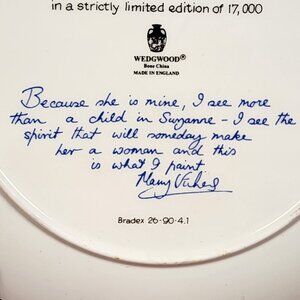 in a strictly limited edition of 17,000
WEDGWOOD®
Bone China
MADE IN ENGLAND
Because she is mine, I see more
than a child in Suzanne - I see the
spirit that will someday make
her a woman and this
is what I paint
Mary Vickers
Bradex 26-90-4.1